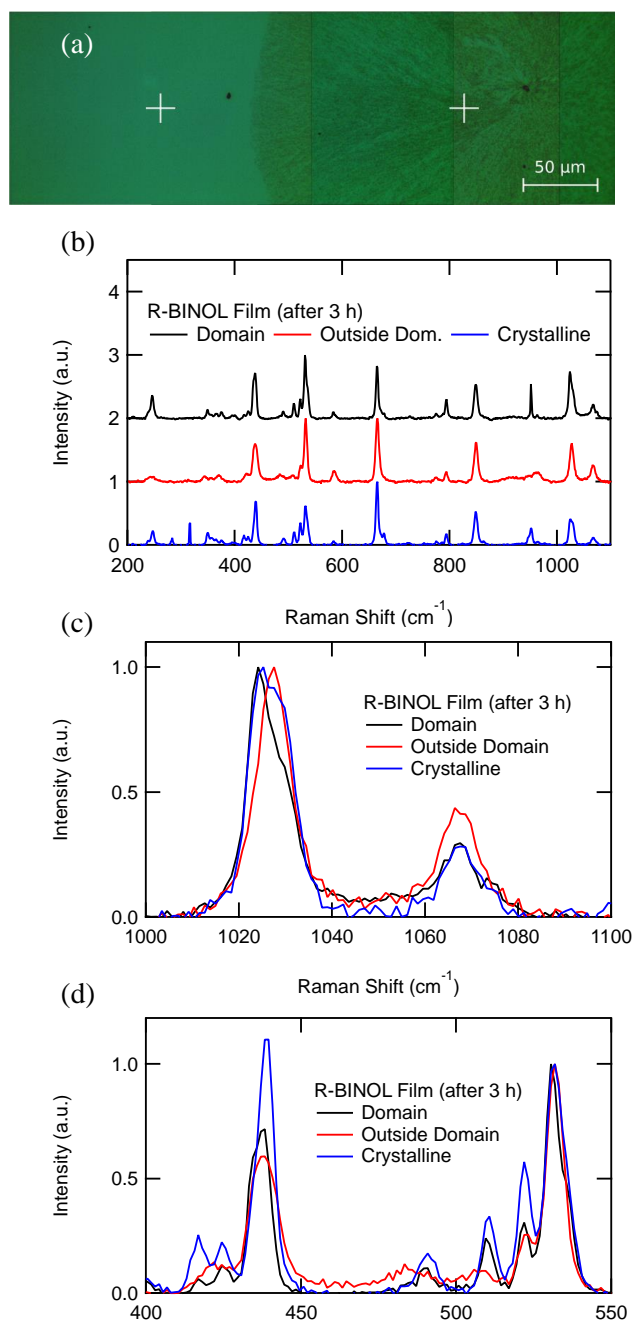 (a)
50 µm
(b)
4
R-BINOL Film (after 3 h)
Domain Outside Dom. Crystalline
3
2
1
0
Intensity (a.u.)
200 400 600 800 1000
Raman Shift (cm⁻¹)
(c)
1.0
R-BINOL Film (after 3 h)
Domain
Outside Domain
Crystalline
0.5
0.0
Intensity (a.u.)
1000 1020 1040 1060 1080 1100
Raman Shift (cm⁻¹)
(d)
1.0
R-BINOL Film (after 3 h)
Domain
Outside Domain
Crystalline
0.5
0.0
Intensity (a.u.)
400 450 500 550